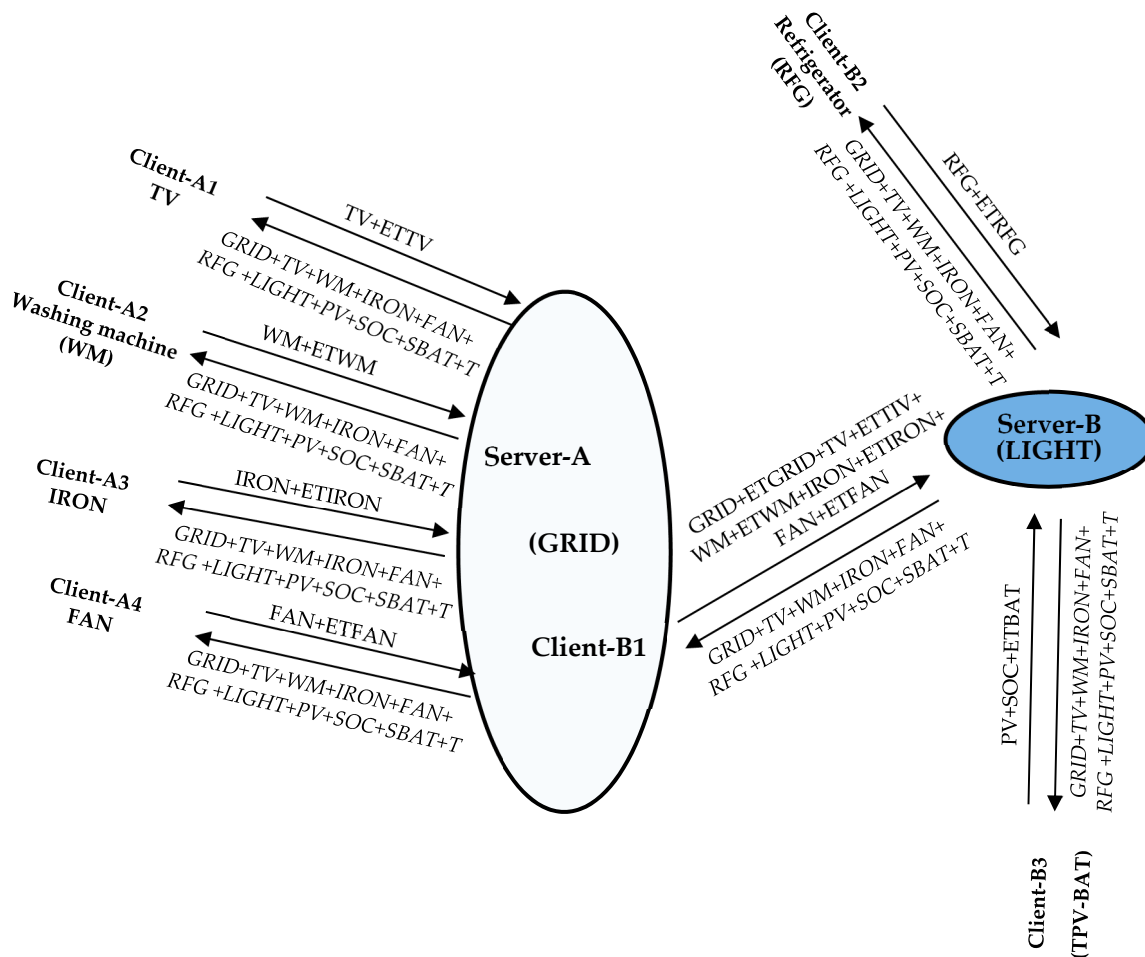 Client-B2
Refrigerator
(RFG)
RFG+ETRFG
GRID+TV+WM+IRON+FAN+
RFG +LIGHT+PV+SOC+SBAT+T
Client-A1
TV
TV+ETTV
GRID+TV+WM+IRON+FAN+
RFG +LIGHT+PV+SOC+SBAT+T
Client-A2
Washing machine
(WM)
WM+ETWM
GRID+TV+WM+IRON+FAN+
RFG +LIGHT+PV+SOC+SBAT+T
Client-A3
IRON
IRON+ETIRON
GRID+TV+WM+IRON+FAN+
RFG +LIGHT+PV+SOC+SBAT+T
Client-A4
FAN
FAN+ETFAN
GRID+TV+WM+IRON+FAN+
RFG +LIGHT+PV+SOC+SBAT+T
Server-A
(GRID)
Client-B1
GRID+ETGRID+TV+ETTIV+
WM+ETWM+IRON+ETIRON+
FAN+ETFAN
GRID+TV+WM+IRON+FAN+
RFG +LIGHT+PV+SOC+SBAT+T
Server-B
(LIGHT)
PV+SOC+ETBAT
GRID+TV+WM+IRON+FAN+
RFG +LIGHT+PV+SOC+SBAT+T
Client-B3
(TPV-BAT)